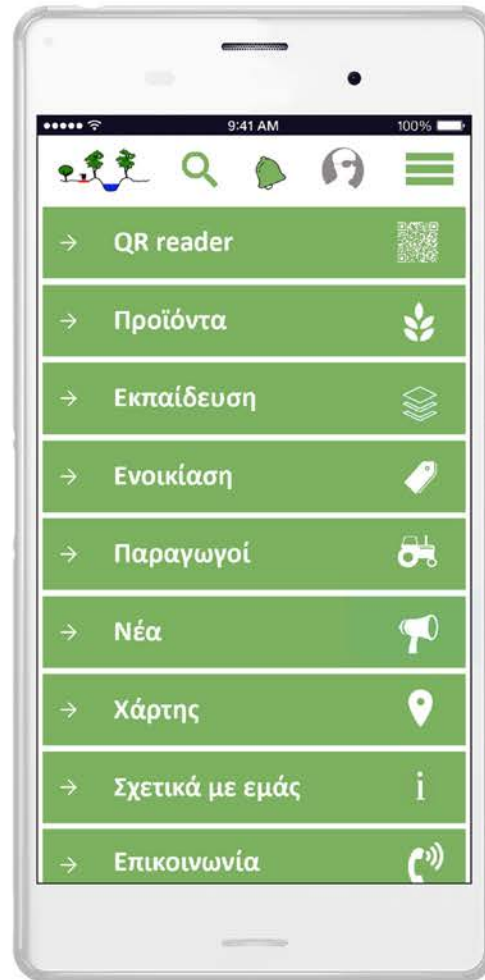 9:41 AM
100%
QR reader
Προϊόντα
Εκπαίδευση
Ενοικίαση
Παραγωγοί
Νέα
Χάρτης
Σχετικά με εμάς
i
Επικοινωνία